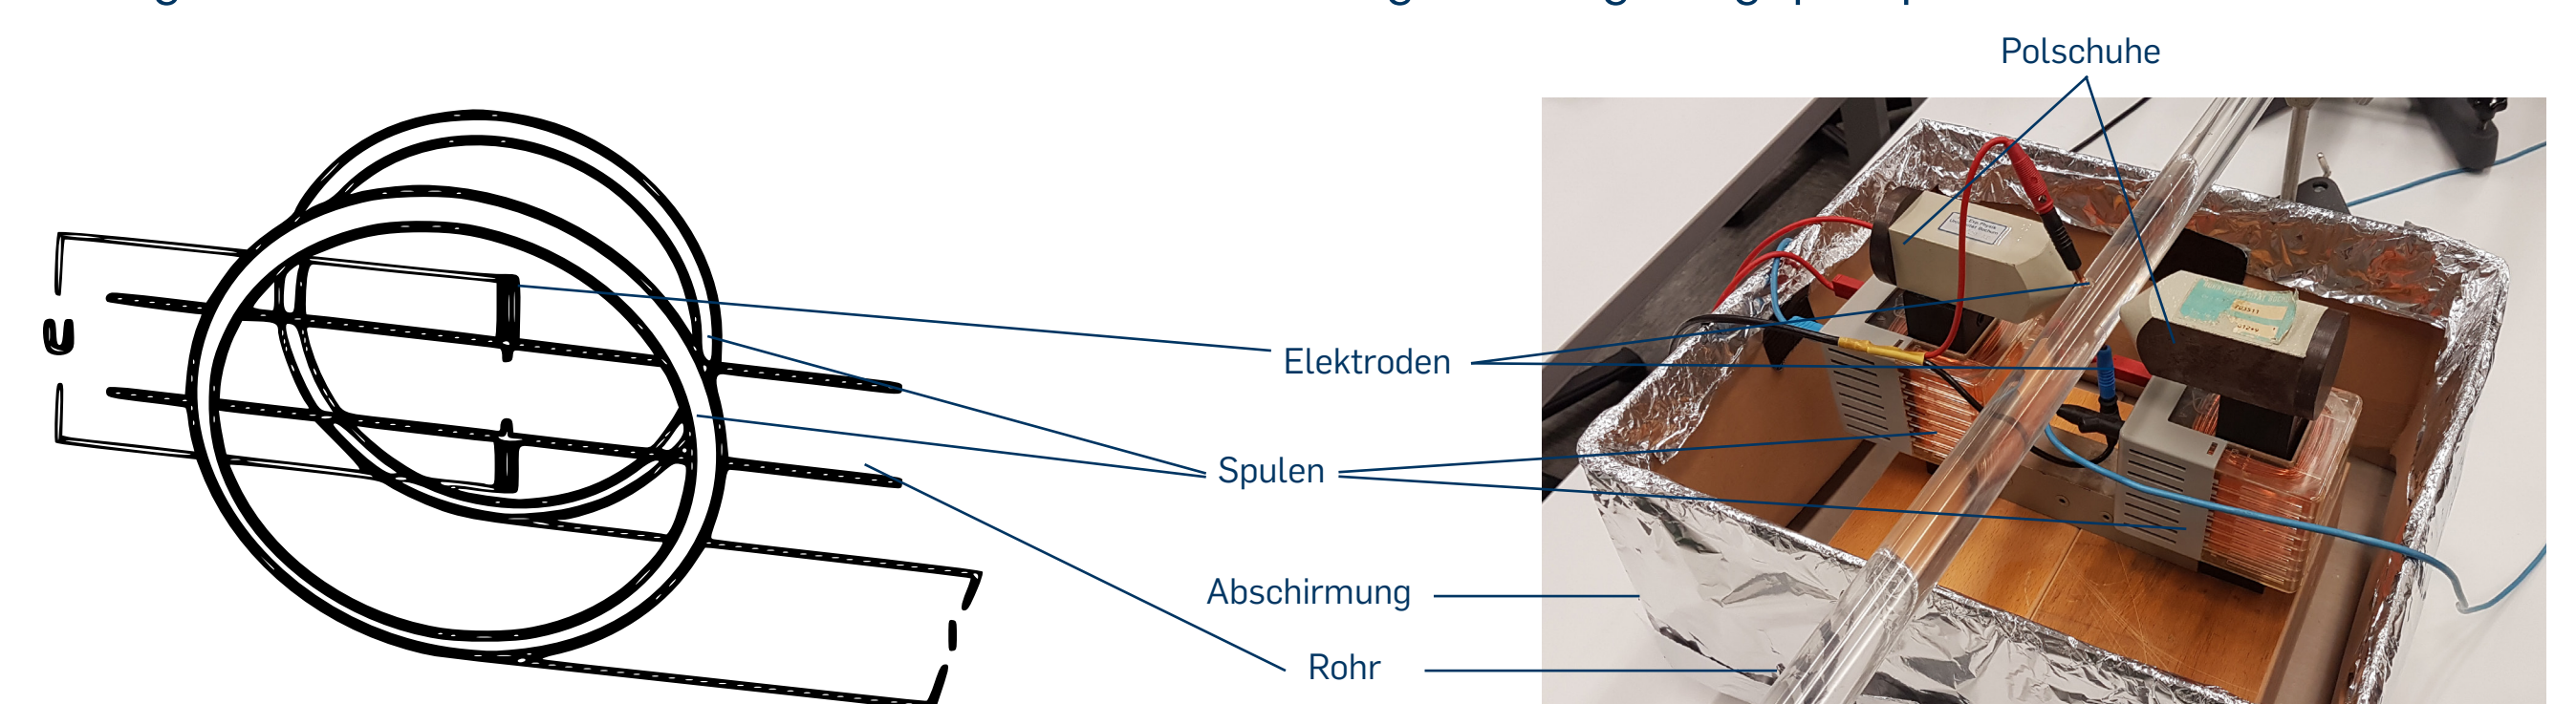 Polschuhe
U
Elektroden
Spulen
Abschirmung
I
Rohr